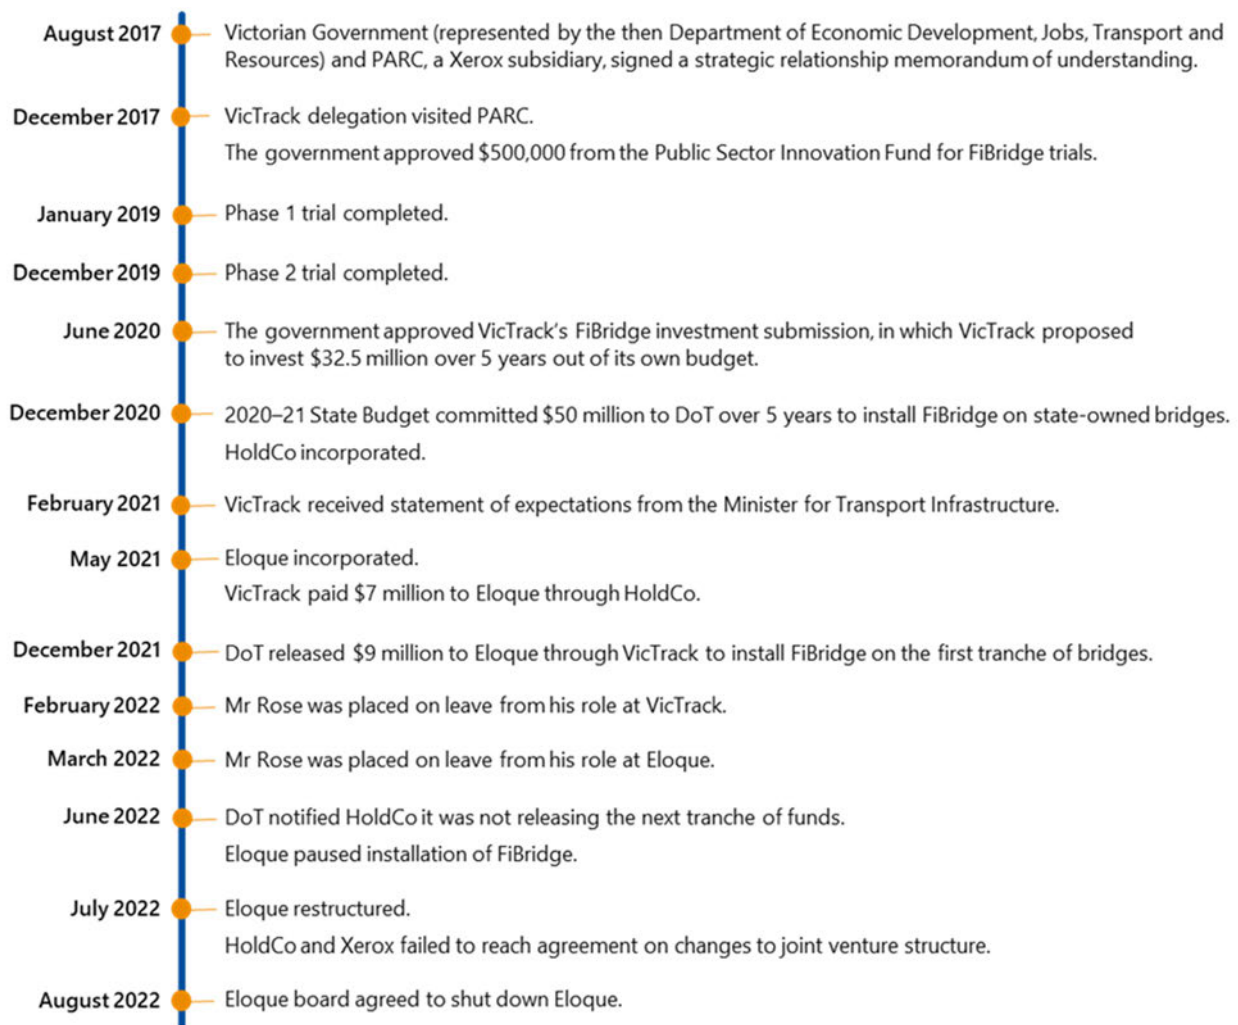 August 2017
Victorian Government (represented by the then Department of Economic Development, Jobs, Transport and
Resources) and PARC, a Xerox subsidiary, signed a strategic relationship memorandum of understanding.
December 2017
VicTrack delegation visited PARC.
The government approved $500,000 from the Public Sector Innovation Fund for FiBridge trials.
January 2019
Phase 1 trial completed.
December 2019
Phase 2 trial completed.
June 2020
The government approved VicTrack's FiBridge investment submission, in which VicTrack proposed
to invest $32.5 million over 5 years out of its own budget.
December 2020
2020–21 State Budget committed $50 million to DoT over 5 years to install FiBridge on state-owned bridges.
HoldCo incorporated.
February 2021
VicTrack received statement of expectations from the Minister for Transport Infrastructure.
May 2021
Eloque incorporated.
VicTrack paid $7 million to Eloque through HoldCo.
December 2021
DoT released $9 million to Eloque through VicTrack to install FiBridge on the first tranche of bridges.
February 2022
Mr Rose was placed on leave from his role at VicTrack.
March 2022
Mr Rose was placed on leave from his role at Eloque.
June 2022
DoT notified HoldCo it was not releasing the next tranche of funds.
Eloque paused installation of FiBridge.
July 2022
Eloque restructured.
HoldCo and Xerox failed to reach agreement on changes to joint venture structure.
August 2022
Eloque board agreed to shut down Eloque.